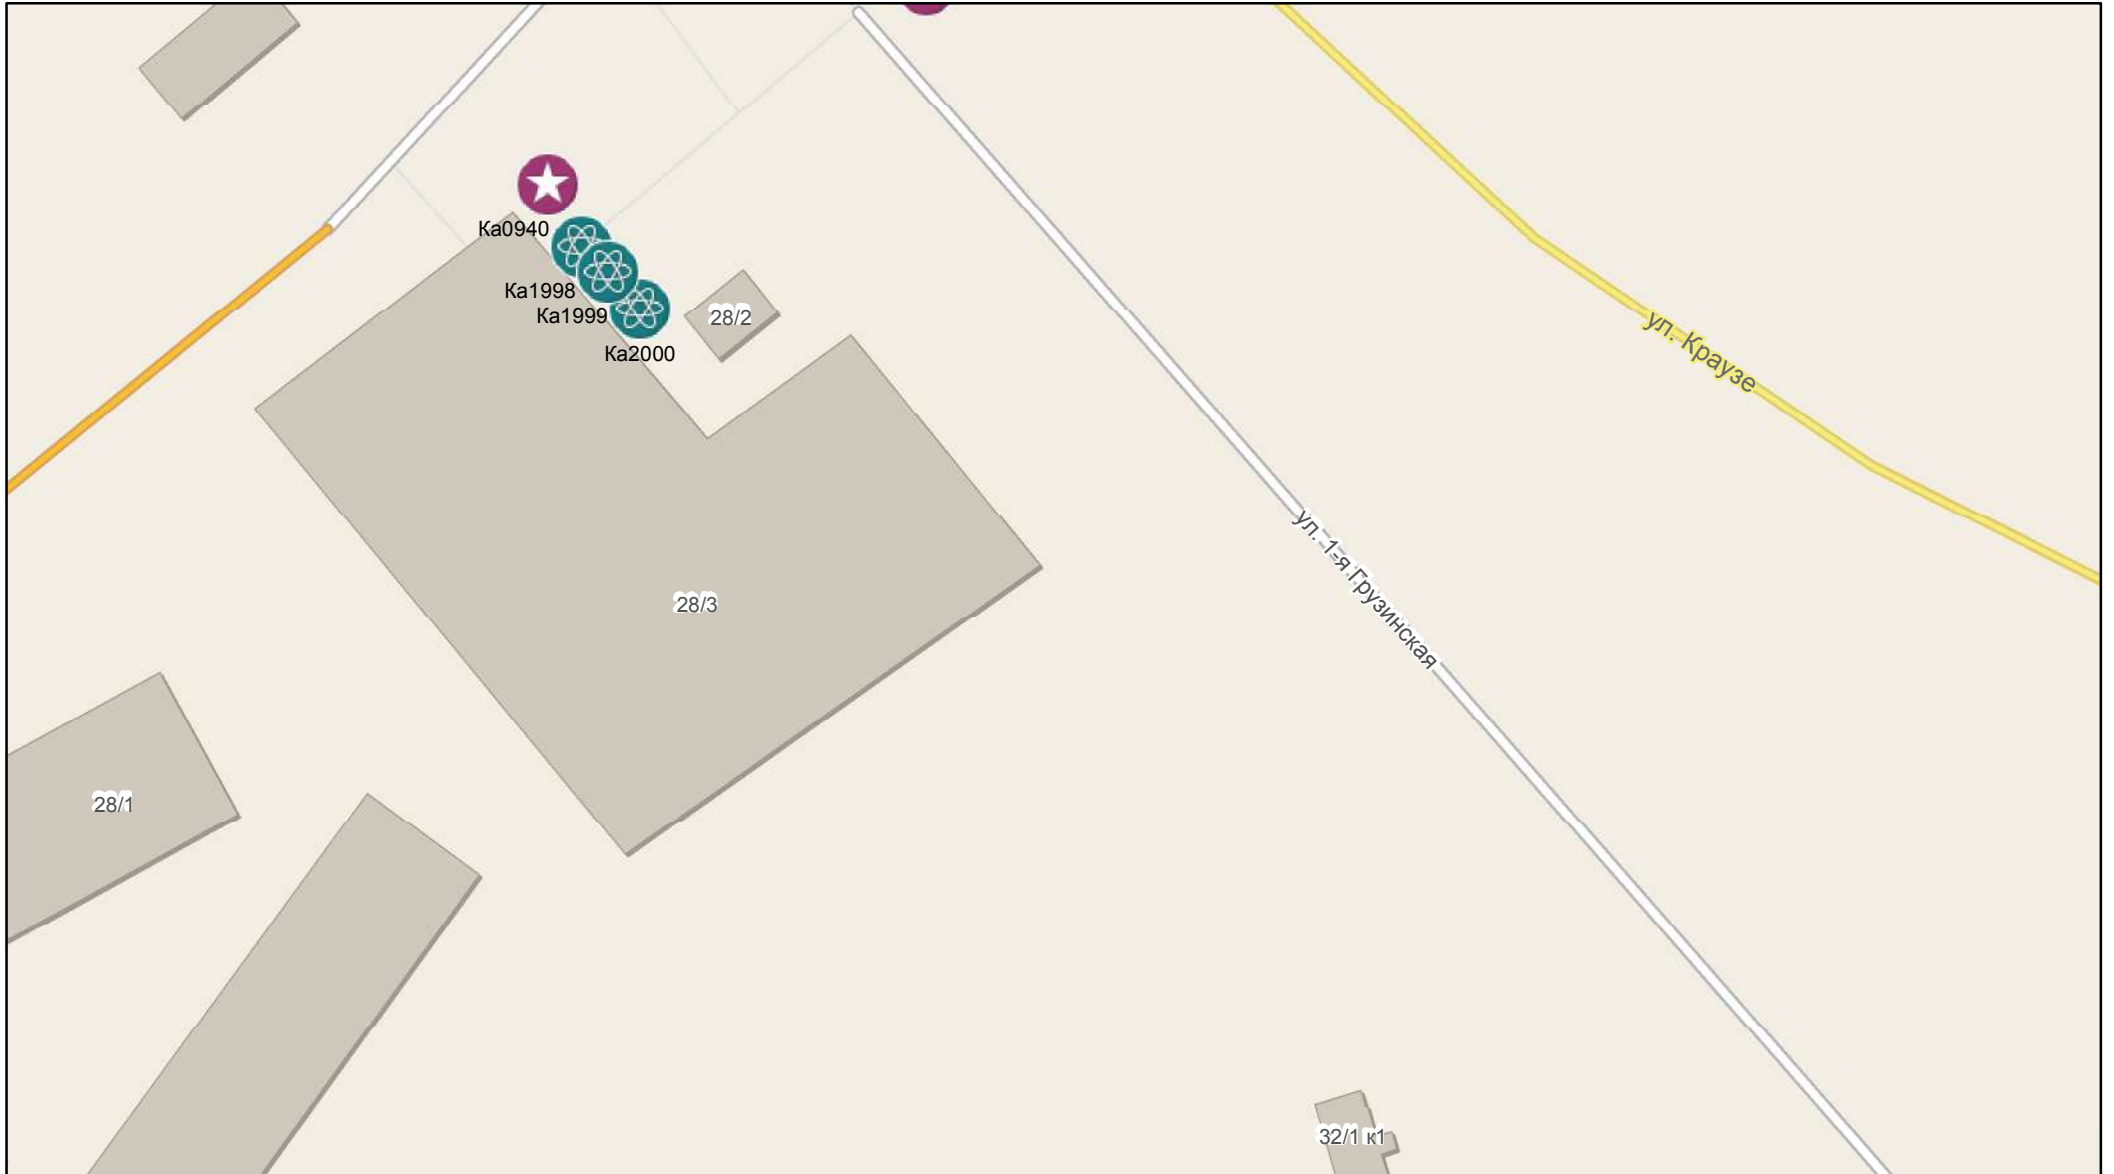 Ка0940
Ка1998
Ка1999
Ка2000
28/2
ул. Краузе
ул. 1-я Грузинская
28/3
28/1
32/1 к1